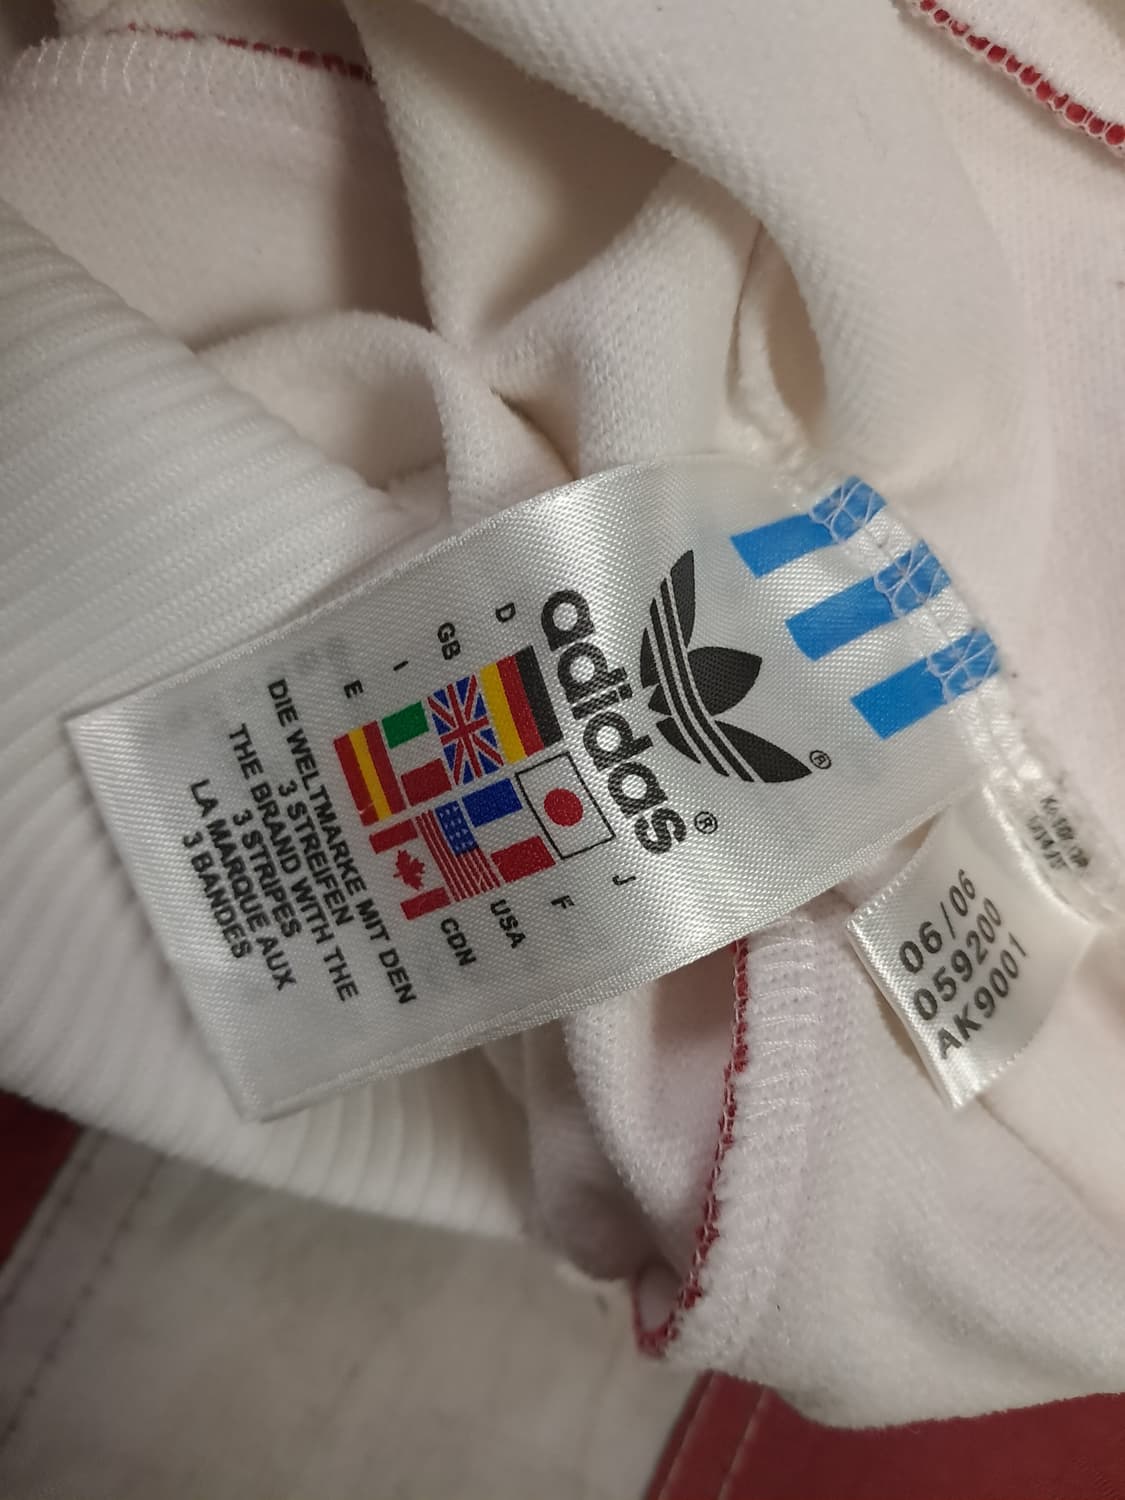 adidas®
D
GB
I
E
J
F
USA
CDN
DIE WELTMARKE MIT DEN
3 STREIFEN
THE BRAND WITH THE
3 STRIPES
LA MARQUE AUX
3 BANDES
06/06
059200
AK9001